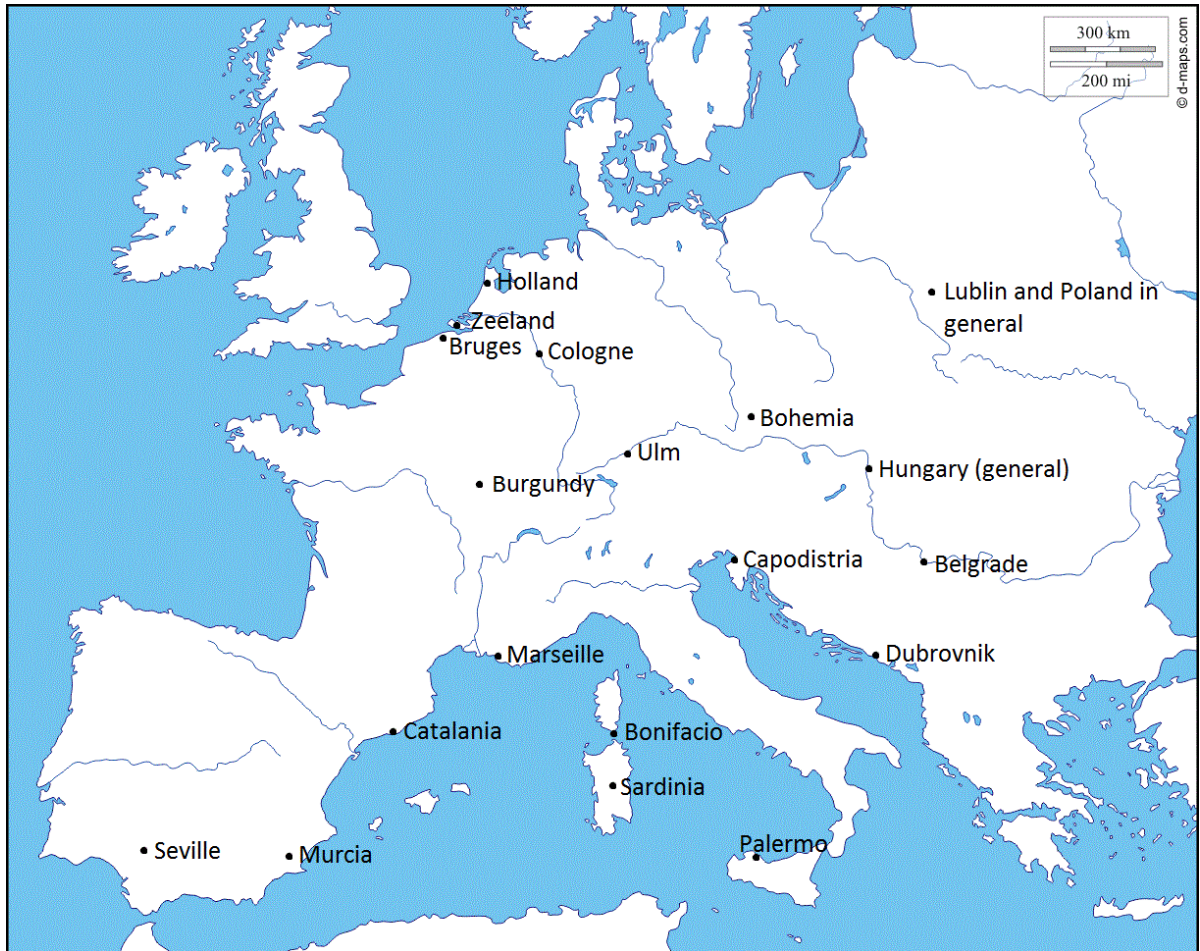 300 km
200 mi
© d-maps.com
Holland
Lublin and Poland in
general
Zeeland
Bruges
Cologne
Bohemia
Ulm
Hungary (general)
Burgundy
Capodistria
Belgrade
Marseille
Dubrovnik
Catalania
Bonifacio
Sardinia
Seville
Murcia
Palermo